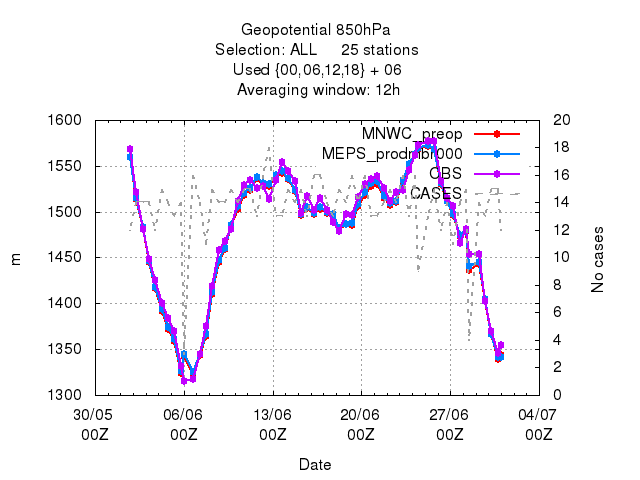 Geopotential 850hPa
Selection: ALL 25 stations
Used {00,06,12,18} + 06
Averaging window: 12h
1600 20
MNWC_preop 18
1550 MEPS_prodmbr000 16
OBS
1500 CASES 14
12
1450
m 10 No cases
1400 8
6
1350 4
2
1300 0
30/05 06/06 13/06 20/06 27/06 04/07
00Z 00Z 00Z 00Z 00Z 00Z
Date